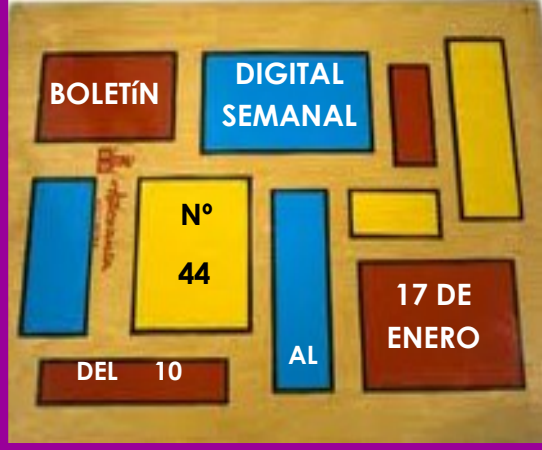 BOLETíN
DIGITAL
SEMANAL
Nº
44
DEL 10
AL
17 DE
ENERO